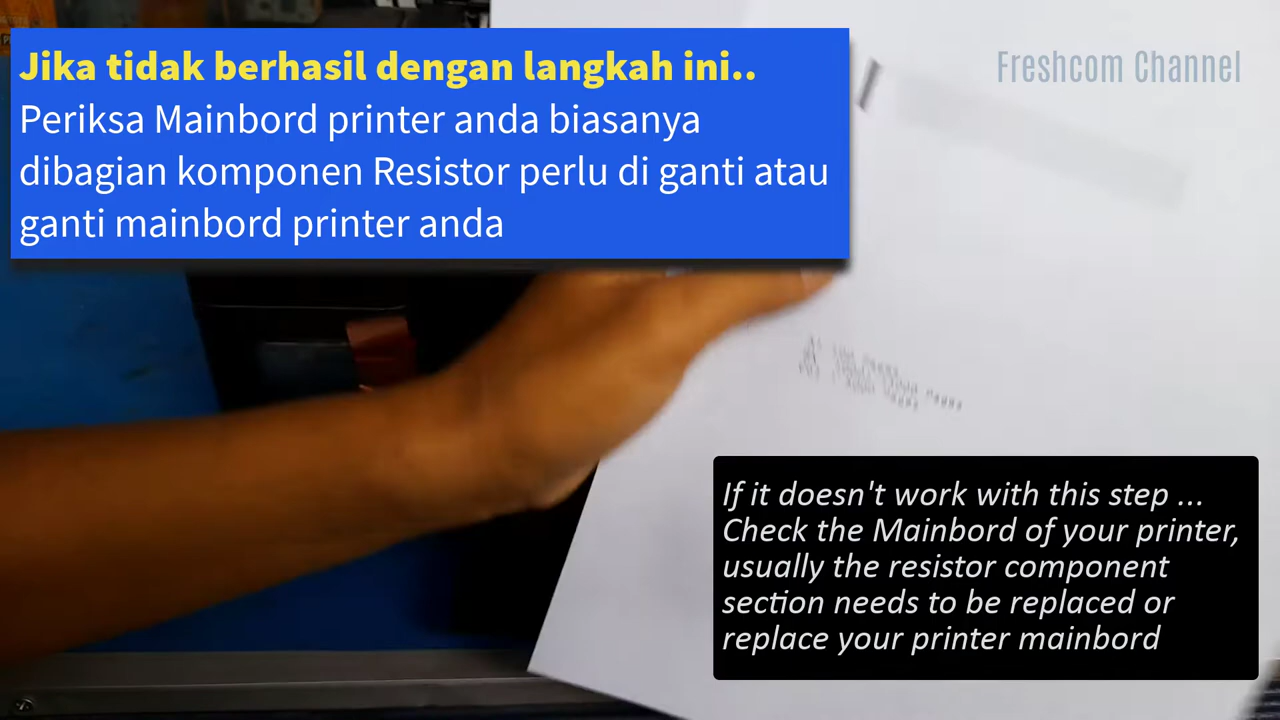 Jika tidak berhasil dengan langkah ini..
Periksa Mainbord printer anda biasanya
dibagian komponen Resistor perlu di ganti atau
ganti mainbord printer anda
Freshcom Channel
If it doesn't work with this step ...
Check the Mainbord of your printer,
usually the resistor component
section needs to be replaced or
replace your printer mainbord